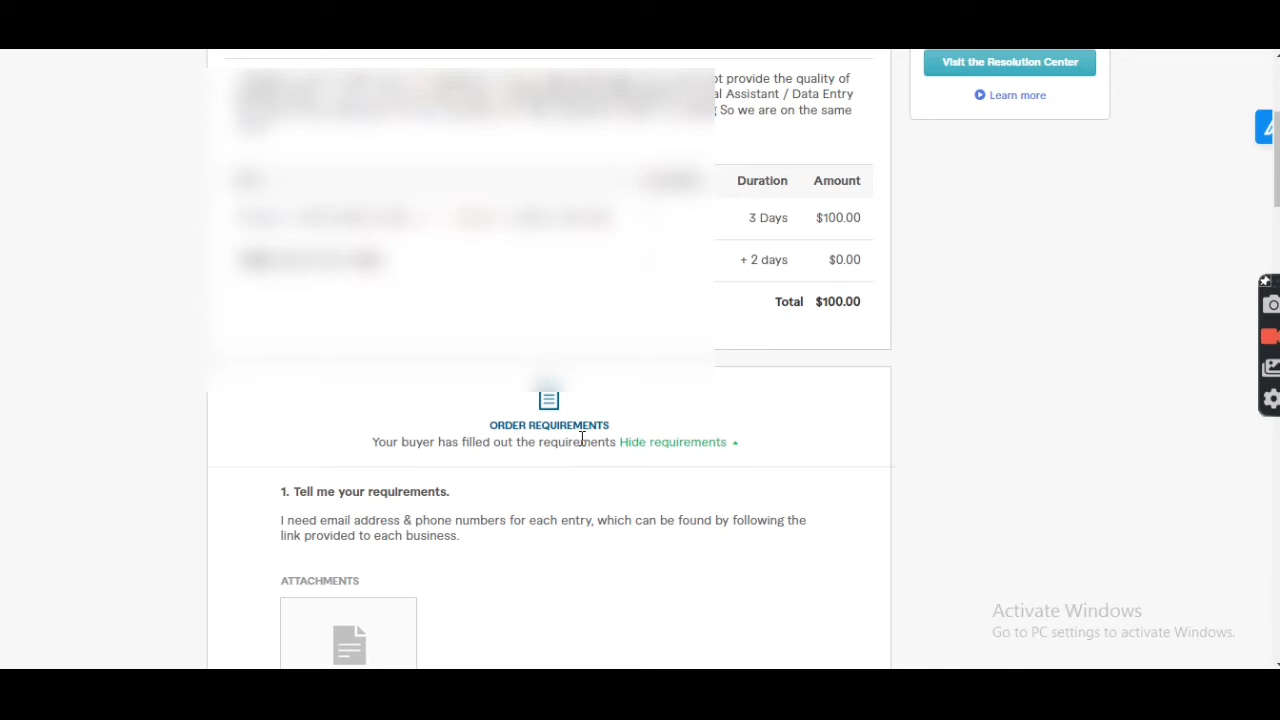 Visit the Resolution Center
Learn more
provide the quality of
Assistant / Data Entry
So we are on the same
Duration Amount
3 Days $100.00
+ 2 days $0.00
Total $100.00
ORDER REQUIREMENTS
Your buyer has filled out the requirements Hide requirements
1. Tell me your requirements.
I need email address & phone numbers for each entry, which can be found by following the
link provided to each business.
ATTACHMENTS
Activate Windows
Go to PC settings to activate Windows.